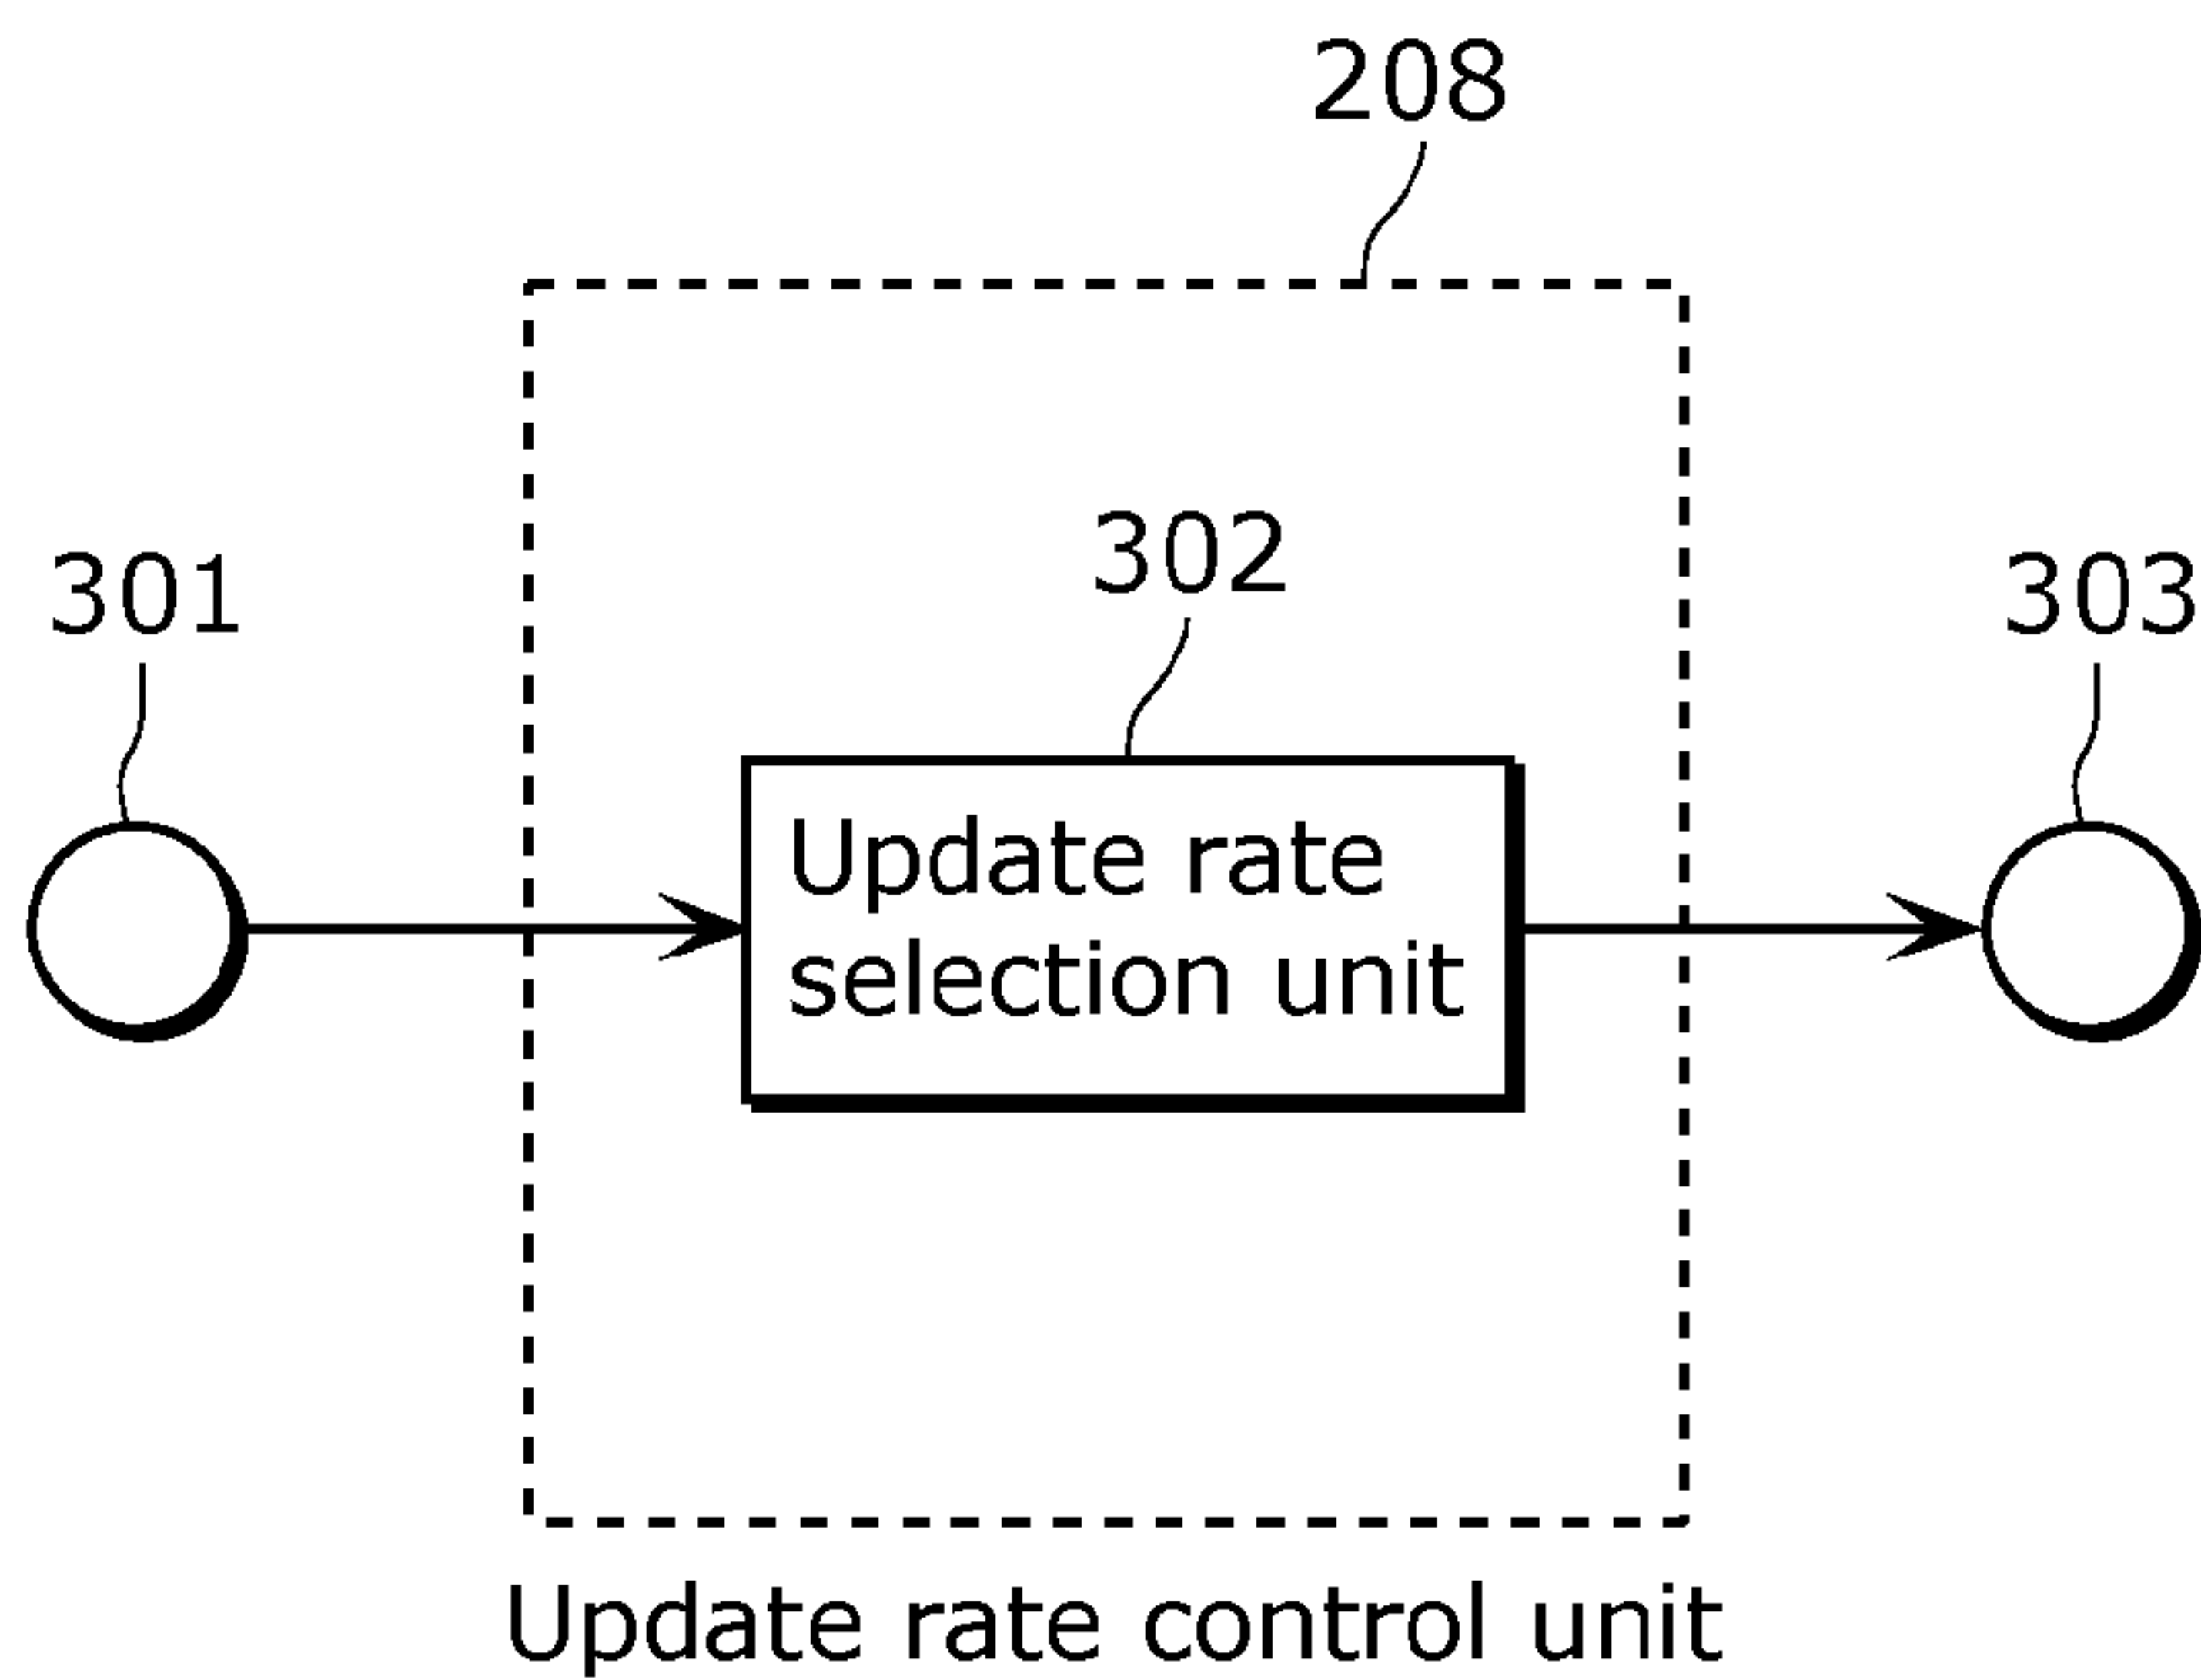 208
302
301
303
Update rate
selection unit
Update rate control unit